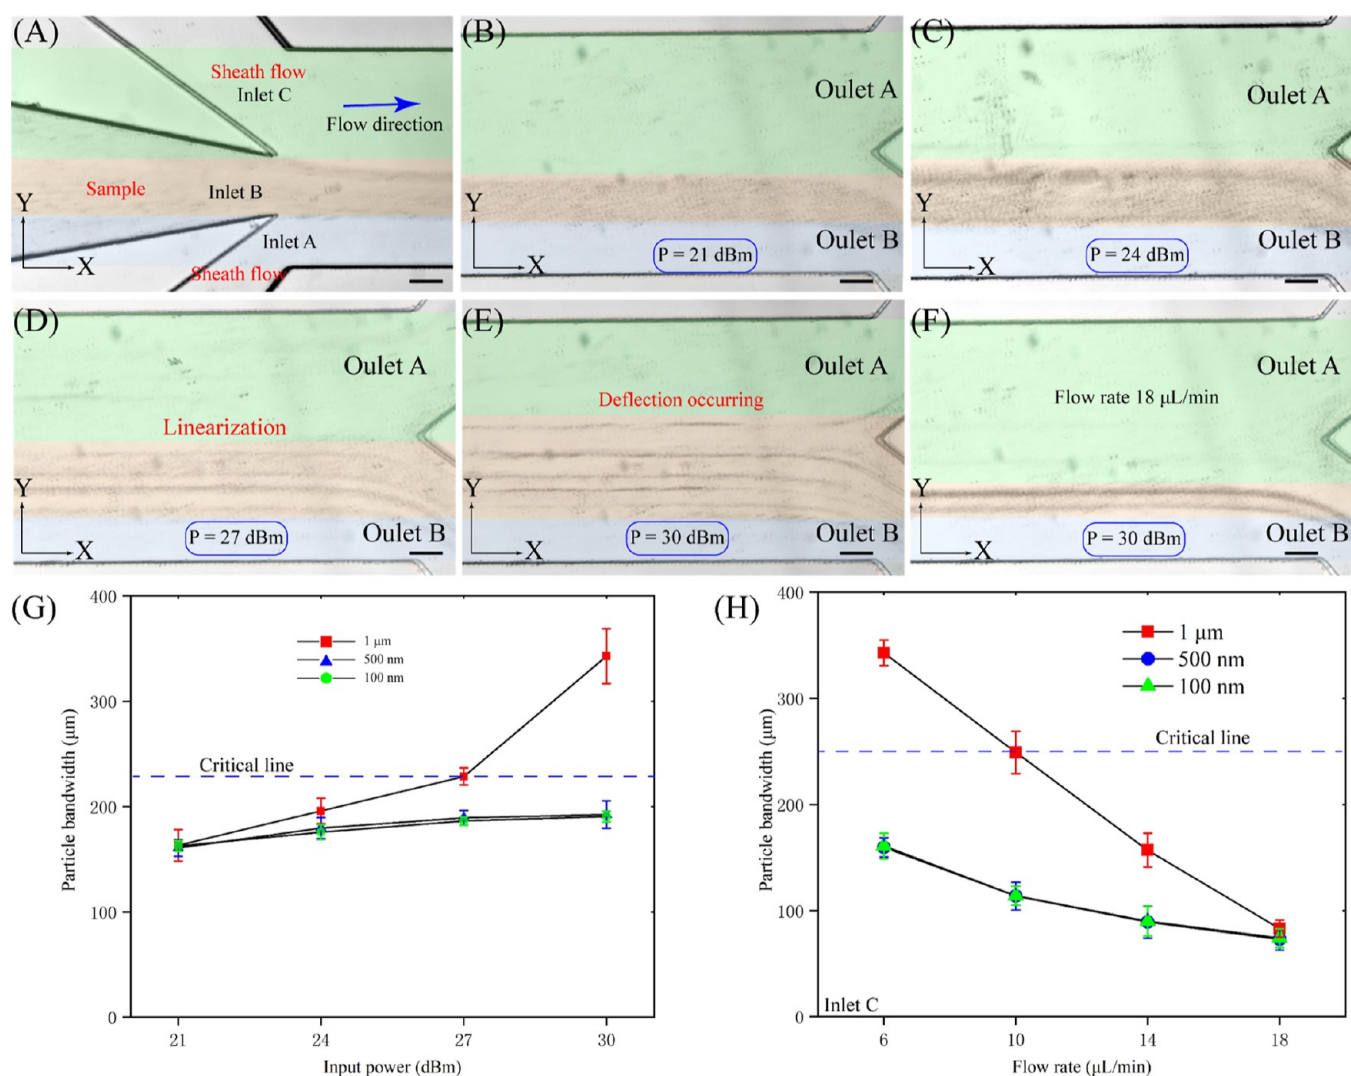 (A)
Sheath flow
Inlet C
Flow direction
Sample
Inlet B
Inlet A
Sheath flow
Y
X
(B)
Oulet A
Y
Oulet B
P = 21 dBm
X
(C)
Oulet A
Y
Oulet B
P = 24 dBm
X
(D)
Oulet A
Linearization
Y
Oulet B
P = 27 dBm
X
(E)
Oulet A
Deflection occurring
Y
Oulet B
P = 30 dBm
X
(F)
Oulet A
Flow rate 18 μL/min
Y
Oulet B
P = 30 dBm
X
(G)
400
300
200
100
0
Particle bandwidth (μm)
1 μm
500 nm
100 nm
Critical line
21 24 27 30
Input power (dBm)
(H)
400
300
200
100
0
Particle bandwidth (μm)
1 μm
500 nm
100 nm
Critical line
Inlet C
6 10 14 18
Flow rate (μL/min)